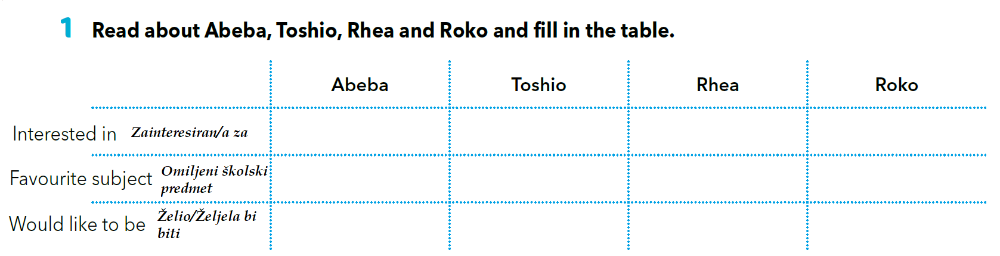 1 Read about Abeba, Toshio, Rhea and Roko and fill in the table.
Abeba Toshio Rhea Roko
Interested in Zainteresiran/a za
Favourite subject Omiljeni školski
predmet
Would like to be Želio/Željela bi
biti